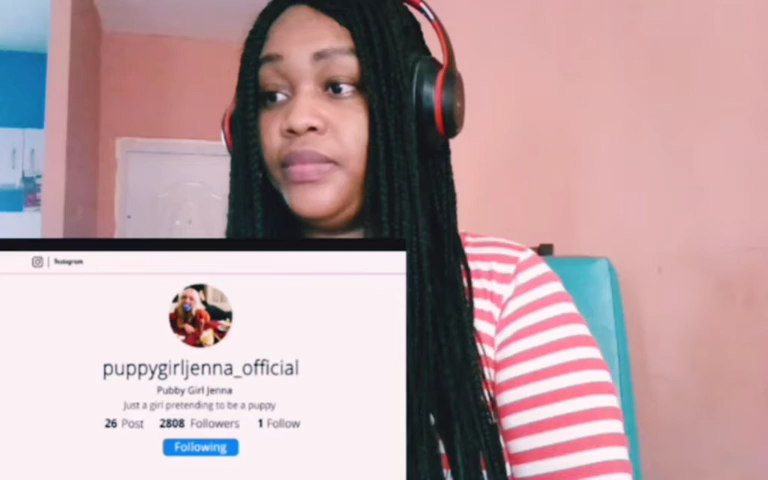 Instagram
puppygirljenna_official
Pubby Girl Jenna
Just a girl pretending to be a puppy
26 Post 2808 Followers 1 Follow
Following